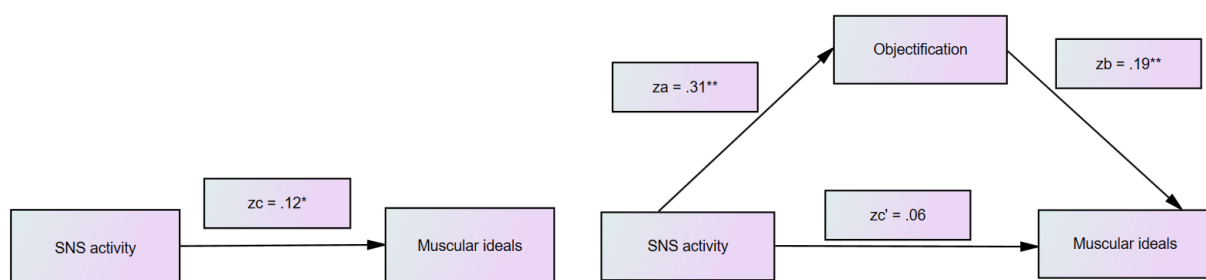 SNS activity
zc = .12*
Muscular ideals
Objectification
za = .31**
zb = .19**
SNS activity
zc' = .06
Muscular ideals